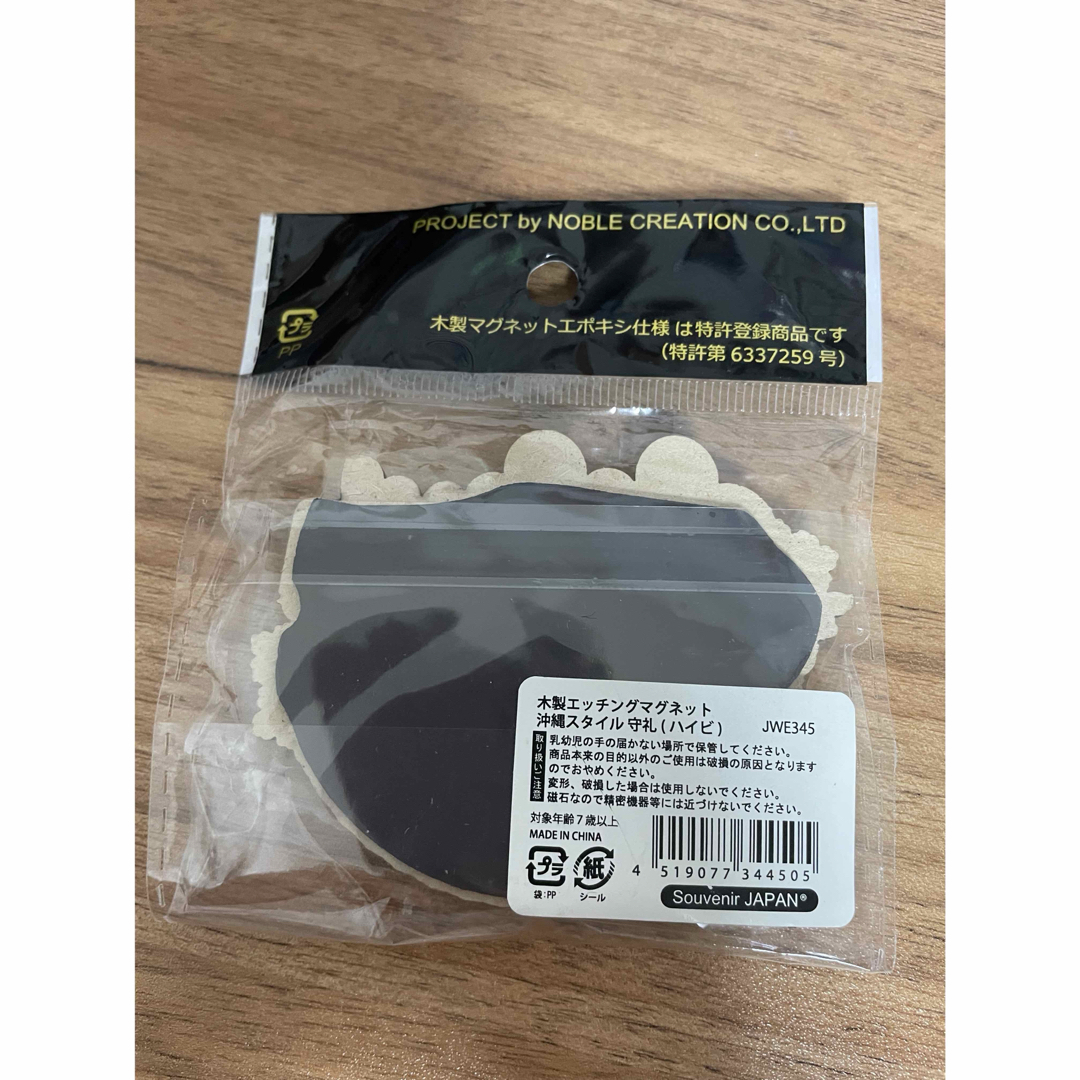 PROJECT by NOBLE CREATION CO.,LTD
プラ
PP
木製マグネットエポキシ仕様 は特許登録商品です
（特許第 6337259 号）
木製エッチングマグネット
沖縄スタイル 守礼 ( ハイビ )
JWE345
取り扱いご注意
乳幼児の手の届かない場所で保管してください。
商品本来の目的以外のご使用は破損の原因となります
のでおやめください。
変形、破損した場合は使用しないでください。
磁石なので精密機器等には近づけないでください。
対象年齢 7 歳以上
MADE IN CHINA
プラ
袋：PP
紙
シール
4 519077 344505
Souvenir JAPAN®